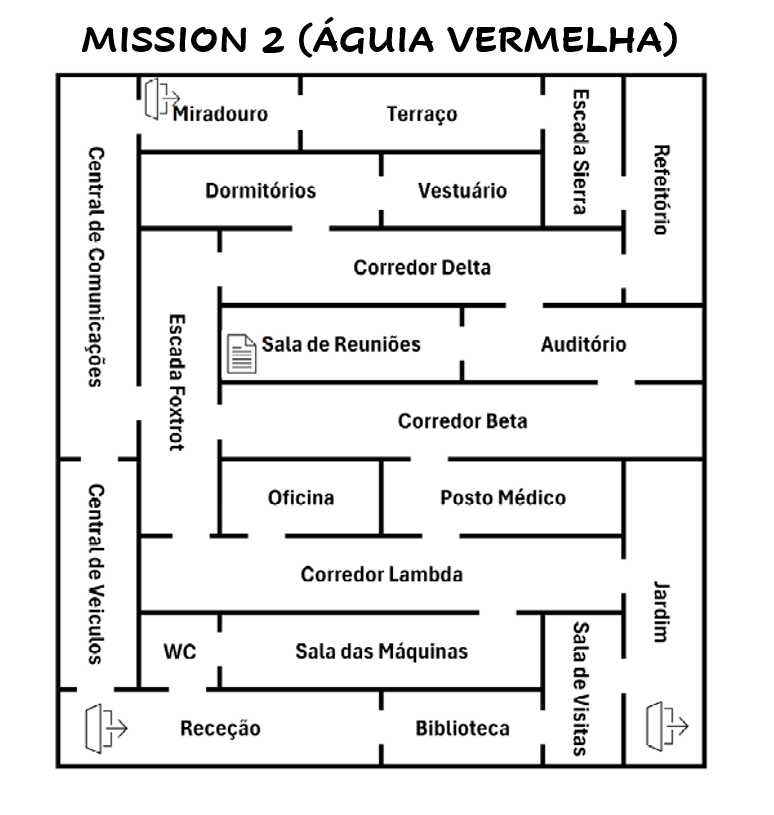 MISSION 2 (ÁGUIA VERMELHA)
Miradouro
Terraço
Escada Sierra
Refeitório
Central de Comunicações
Dormitórios
Vestuário
Corredor Delta
Escada Foxtrot
Sala de Reuniões
Auditório
Corredor Beta
Central de Veiculos
Oficina
Posto Médico
Corredor Lambda
Jardim
WC
Sala das Máquinas
Sala de Visitas
Receção
Biblioteca